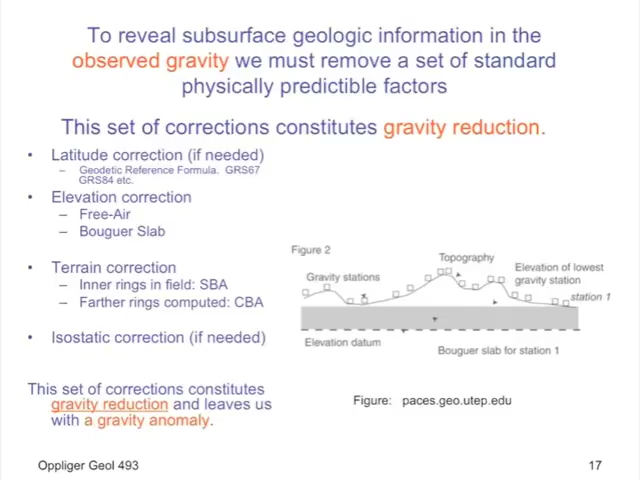 To reveal subsurface geologic information in the
observed gravity we must remove a set of standard
physically predictible factors
This set of corrections constitutes gravity reduction.
• Latitude correction (if needed)
– Geodetic Reference Formula. GRS67
GRS84 etc.
• Elevation correction
– Free-Air
– Bouguer Slab
• Terrain correction
– Inner rings in field: SBA
– Farther rings computed: CBA
• Isostatic correction (if needed)
This set of corrections constitutes
gravity reduction and leaves us
with a gravity anomaly.
Figure 2
Topography
Gravity stations
Elevation of lowest
gravity station
station 1
Elevation datum
Bouguer slab for station 1
Figure: paces.geo.utep.edu
Oppliger Geol 493
17